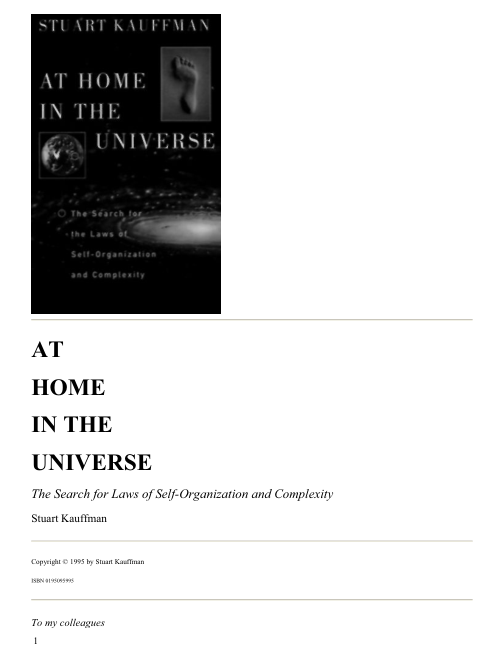 STUART KAUFFMAN
AT HOME
IN THE
UNIVERSE
The Search for
the Laws of
Self-Organization
and Complexity
AT
HOME
IN THE
UNIVERSE
The Search for Laws of Self-Organization and Complexity
Stuart Kauffman
Copyright © 1995 by Stuart Kauffman
ISBN 0195095995
To my colleagues
1